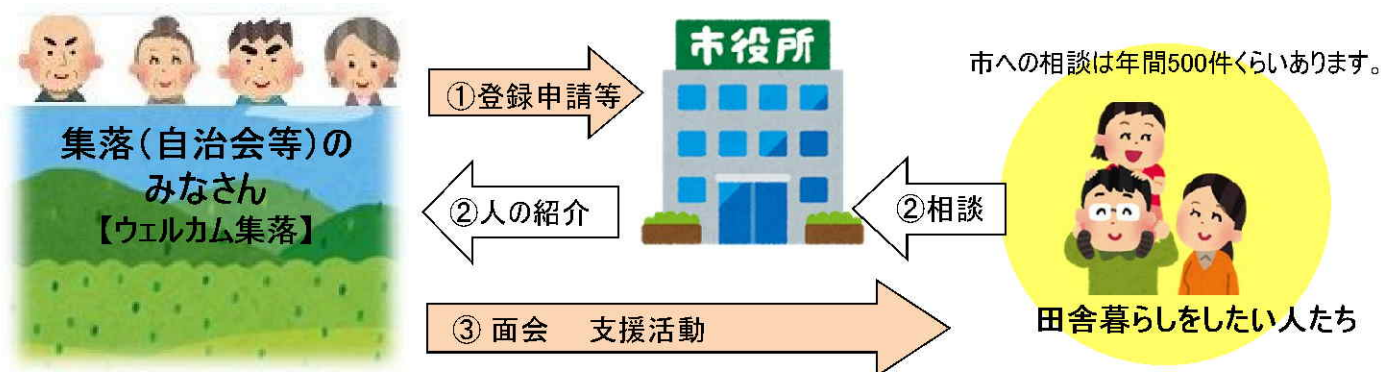 市役所
市への相談は年間500件くらいあります。
①登録申請等
集落（自治会等）の
みなさん
【ウェルカム集落】
②人の紹介
②相談
③ 面会　支援活動
田舎暮らしをしたい人たち